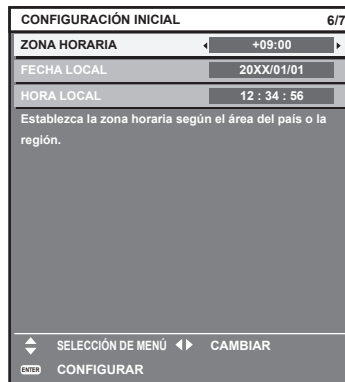 CONFIGURACIÓN INICIAL 6/7
ZONA HORARIA +09:00
FECHA LOCAL 20XX/01/01
HORA LOCAL 12 : 34 : 56
Establezca la zona horaria según el área del país o la
región.
SELECCIÓN DE MENÚ CAMBIAR
ENTER CONFIGURAR